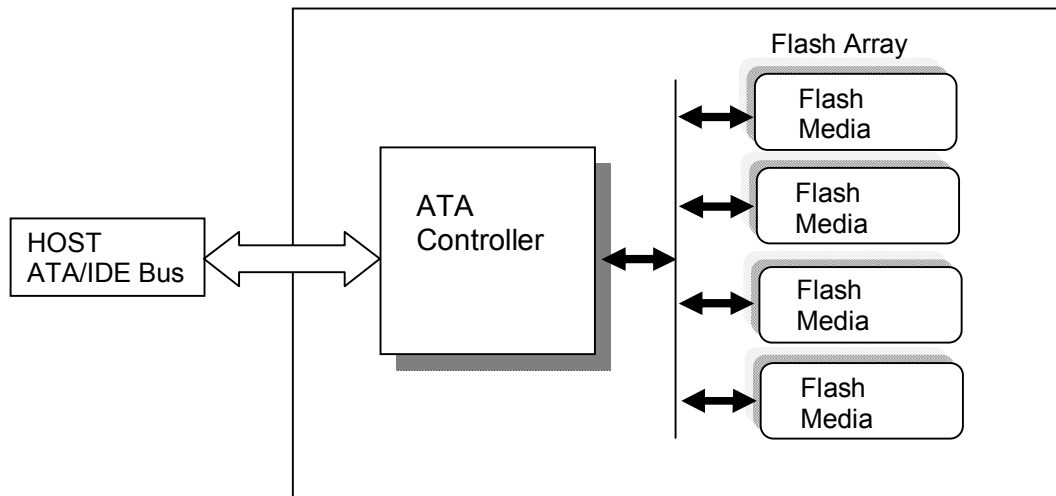 Flash Array
Flash
Media
Flash
Media
Flash
Media
Flash
Media
ATA
Controller
HOST
ATA/IDE Bus